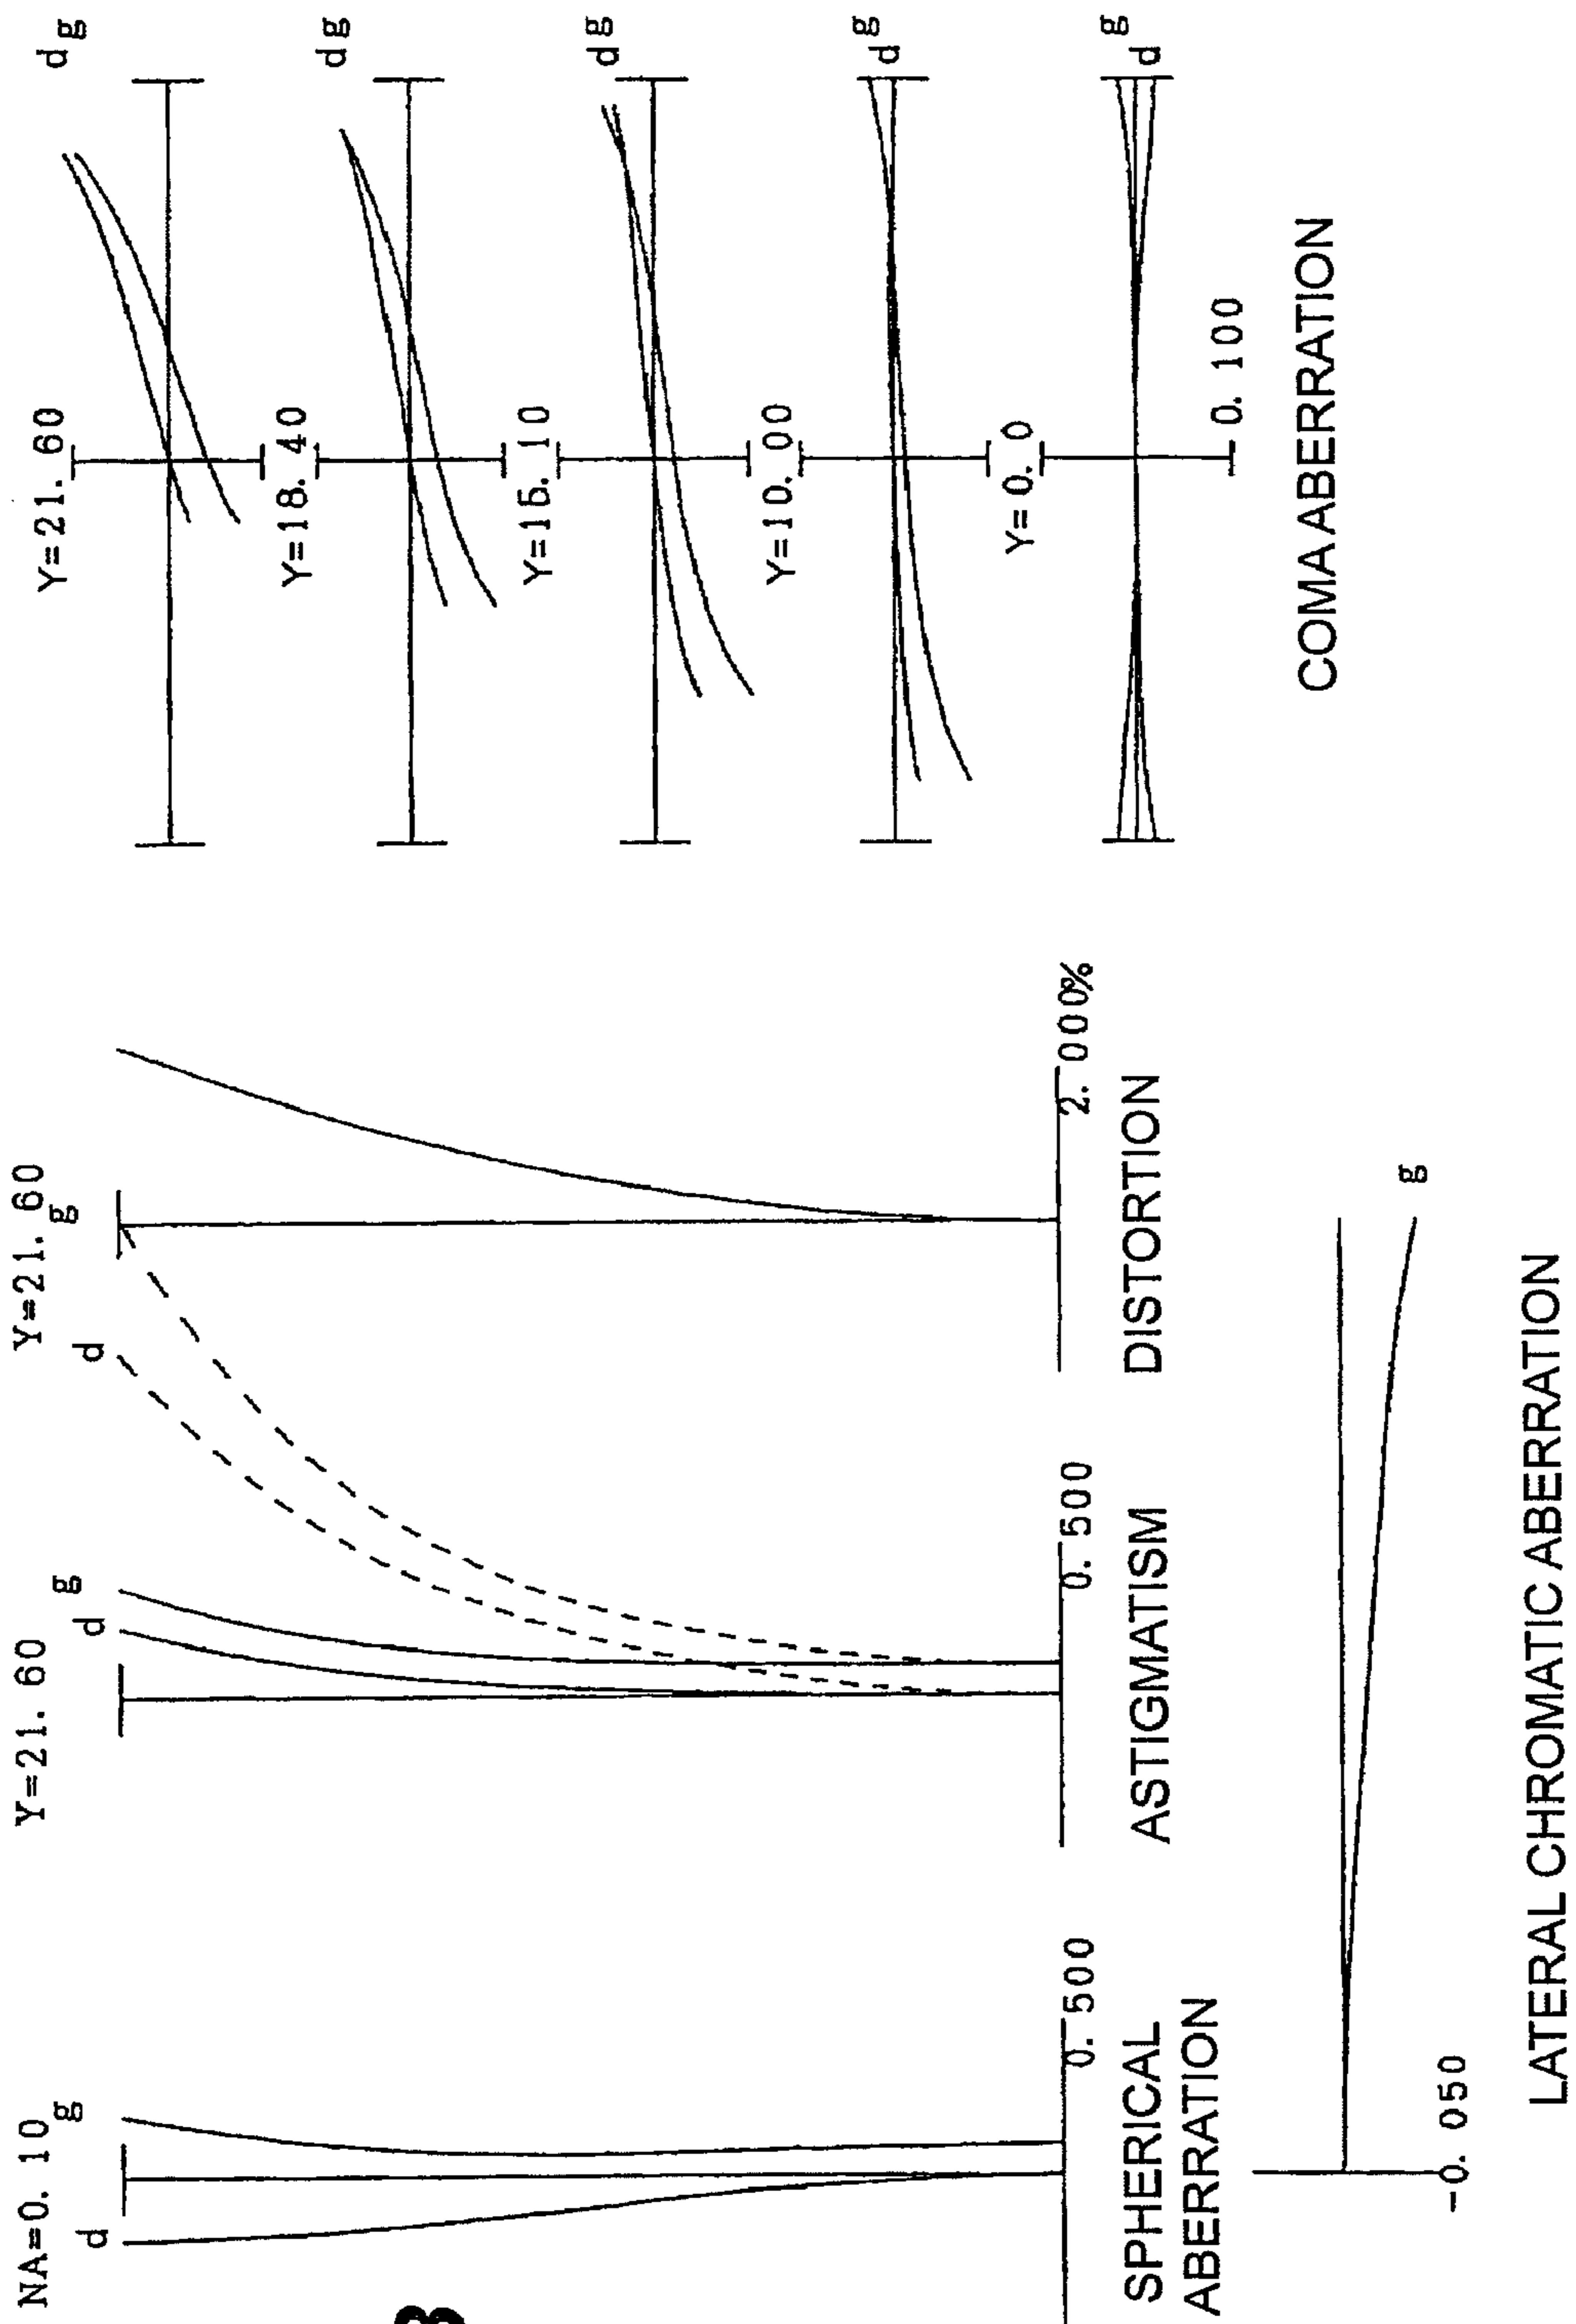 NA=0.10
d
g
0.500
SPHERICAL
ABERRATION
Y=21.60
d
g
d
g
0.500
ASTIGMATISM
Y=21.60
2.000%
DISTORTION
Y=21.60
d
g
Y=18.40
d
g
Y=15.10
d
g
Y=10.00
g
d
Y=0.0
g
d
0.100
COMA ABERRATION
g
-0.050
LATERAL CHROMATIC ABERRATION